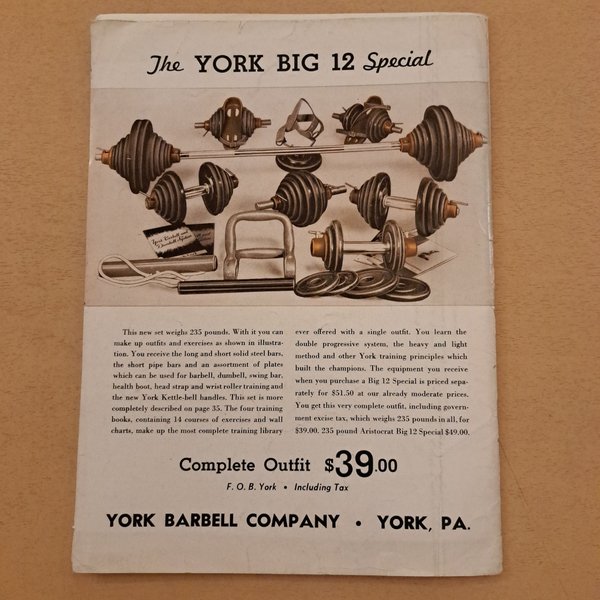 The YORK BIG 12 Special
Your Barbell and
Dumbell System
This new set weighs 235 pounds. With it you can
make up outfits and exercises as shown in illustra-
tion. You receive the long and short solid steel bars,
the short pipe bars and an assortment of plates
which can be used for barbell, dumbell, swing bar,
health boot, head strap and wrist roller training and
the new York Kettle-bell handles. This set is more
completely described on page 35. The four training
books, containing 14 courses of exercises and wall
charts, make up the most complete training library
ever offered with a single outfit. You learn the
double progressive system, the heavy and light
method and other York training principles which
built the champions. The equipment you receive
when you purchase a Big 12 Special is priced sepa-
rately for $51.50 at our already moderate prices.
You get this very complete outfit, including govern-
ment excise tax, which weighs 235 pounds in all, for
$39.00. 235 pound Aristocrat Big 12 Special $49.00.
Complete Outfit $39.00
F. O. B. York • Including Tax
YORK BARBELL COMPANY • YORK, PA.